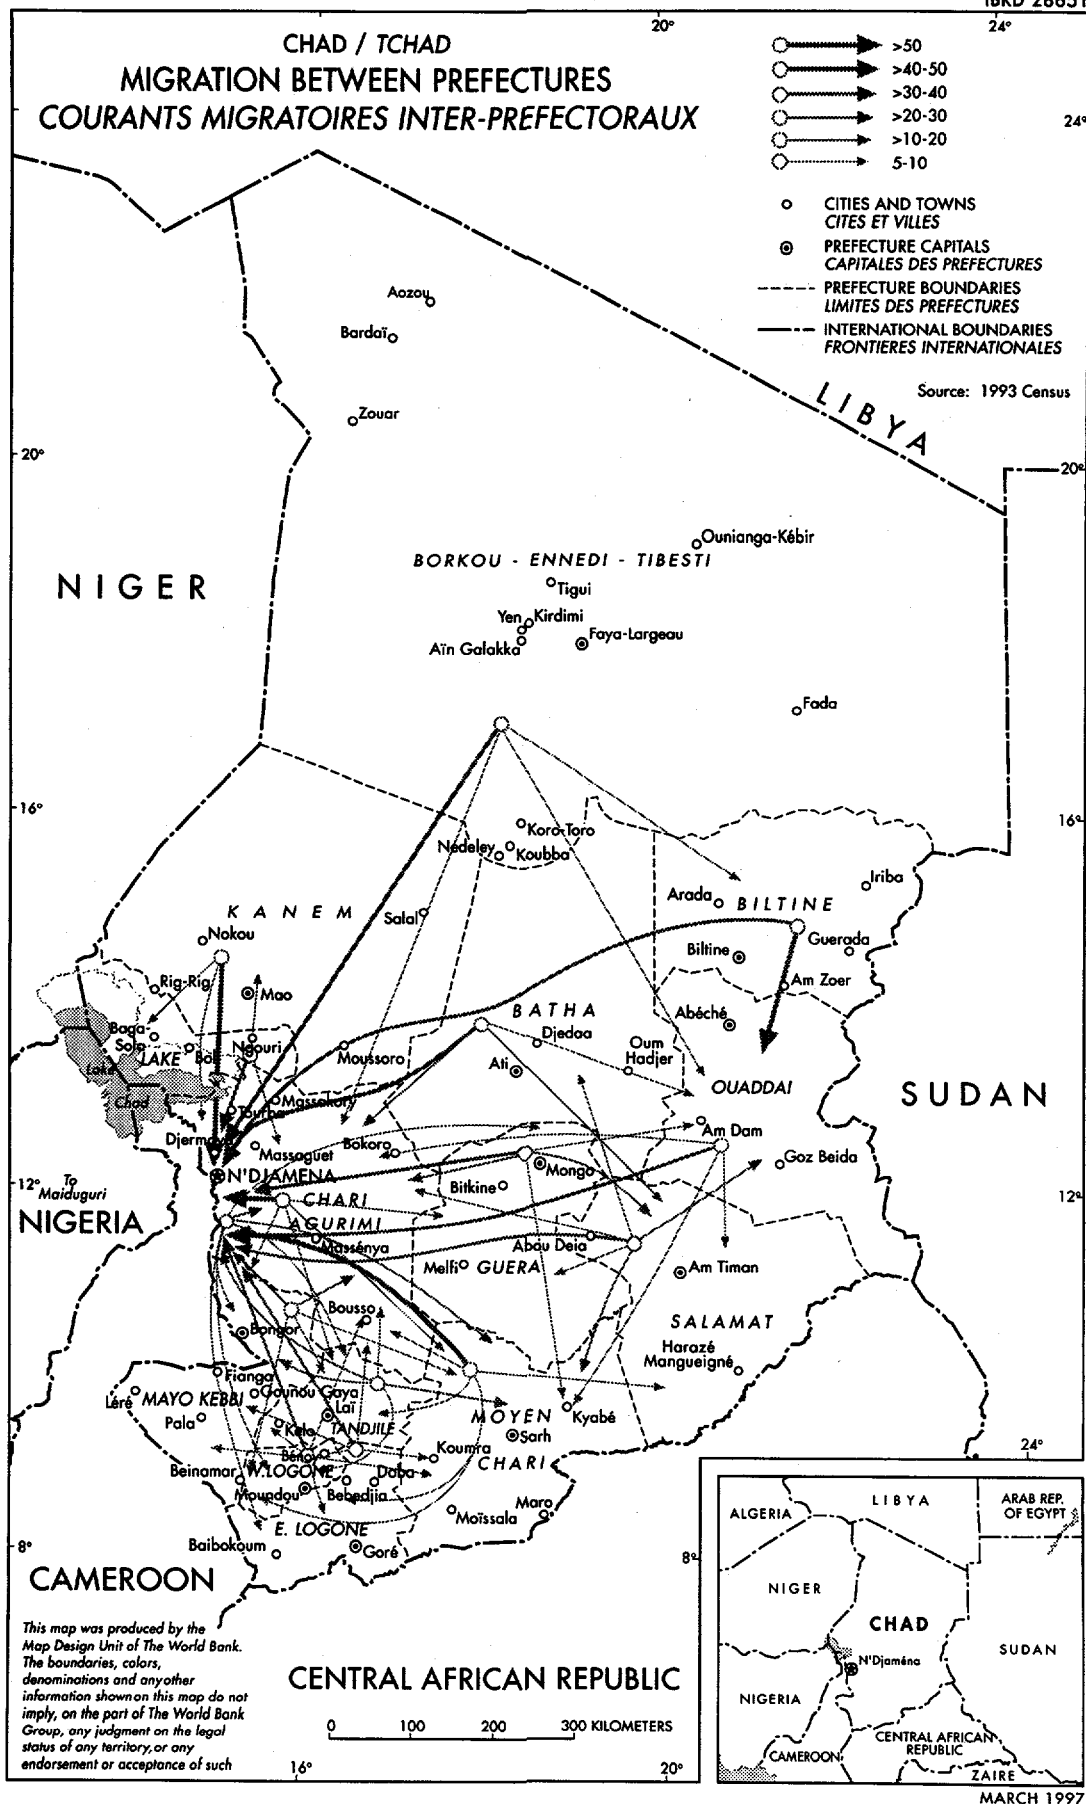 20°
24°
CHAD / TCHAD
MIGRATION BETWEEN PREFECTURES
COURANTS MIGRATOIRES INTER-PREFECTORAUX
>50
>40-50
>30-40
>20-30
>10-20
5-10
24°
CITIES AND TOWNS
CITES ET VILLES
PREFECTURE CAPITALS
CAPITALES DES PREFECTURES
PREFECTURE BOUNDARIES
LIMITES DES PREFECTURES
INTERNATIONAL BOUNDARIES
FRONTIERES INTERNATIONALES
Source: 1993 Census
LIBYA
Aozou
Bardaï
Zouar
20°
20°
Ounianga-Kébir
BORKOU - ENNEDI - TIBESTI
NIGER
Tigui
Yen
Kirdimi
Faya-Largeau
Aïn Galakka
Fada
16°
16°
Koro-Toro
Nedeley
Koubba
Iriba
Arada
BILTINE
KANEM
Salal
Nokou
Guerada
Biltine
Rig-Rig
Am Zoer
Mao
BATHA
Abéché
Baga-
Sola
Djedaa
Oum
Hadjer
LAKE
Bol
Ngouri
Moussoro
Ati
Lake
Chad
OUADDAI
SUDAN
Massakory
Tourba
Am Dam
Djermaya
Massaguet
Bokoro
Goz Beida
N'DJAMENA
Mongo
To
Maiduguri
12°
12°
Bitkine
CHARI
NIGERIA
AGURIMI
Massénya
Abou Deia
Melfi
GUERA
Am Timan
Bousso
SALAMAT
Bongor
Harazé
Mangueigné
Fianga
Léré
MAYO KEBBI
Gounou Gaya
Laï
Pala
MOYEN
Kyabé
Kelo
TANDJILE
Sarh
Koumra
CHARI
Beinamar
W.LOGONE
Doba
Moundou
Bebedjia
Maro
Moïssala
E. LOGONE
Baibokoum
Goré
8°
8°
CAMEROON
This map was produced by the
Map Design Unit of The World Bank.
The boundaries, colors,
denominations and anyother
information shown on this map do not
imply, on the part of The World Bank
Group, any judgment on the legal
status of any territory, or any
endorsement or acceptance of such
CENTRAL AFRICAN REPUBLIC
0 100 200 300 KILOMETERS
16°
20°
24°
ALGERIA
LIBYA
ARAB REP.
OF EGYPT
NIGER
CHAD
SUDAN
N'Djaména
NIGERIA
CENTRAL AFRICAN
REPUBLIC
CAMEROON
ZAIRE
MARCH 1997